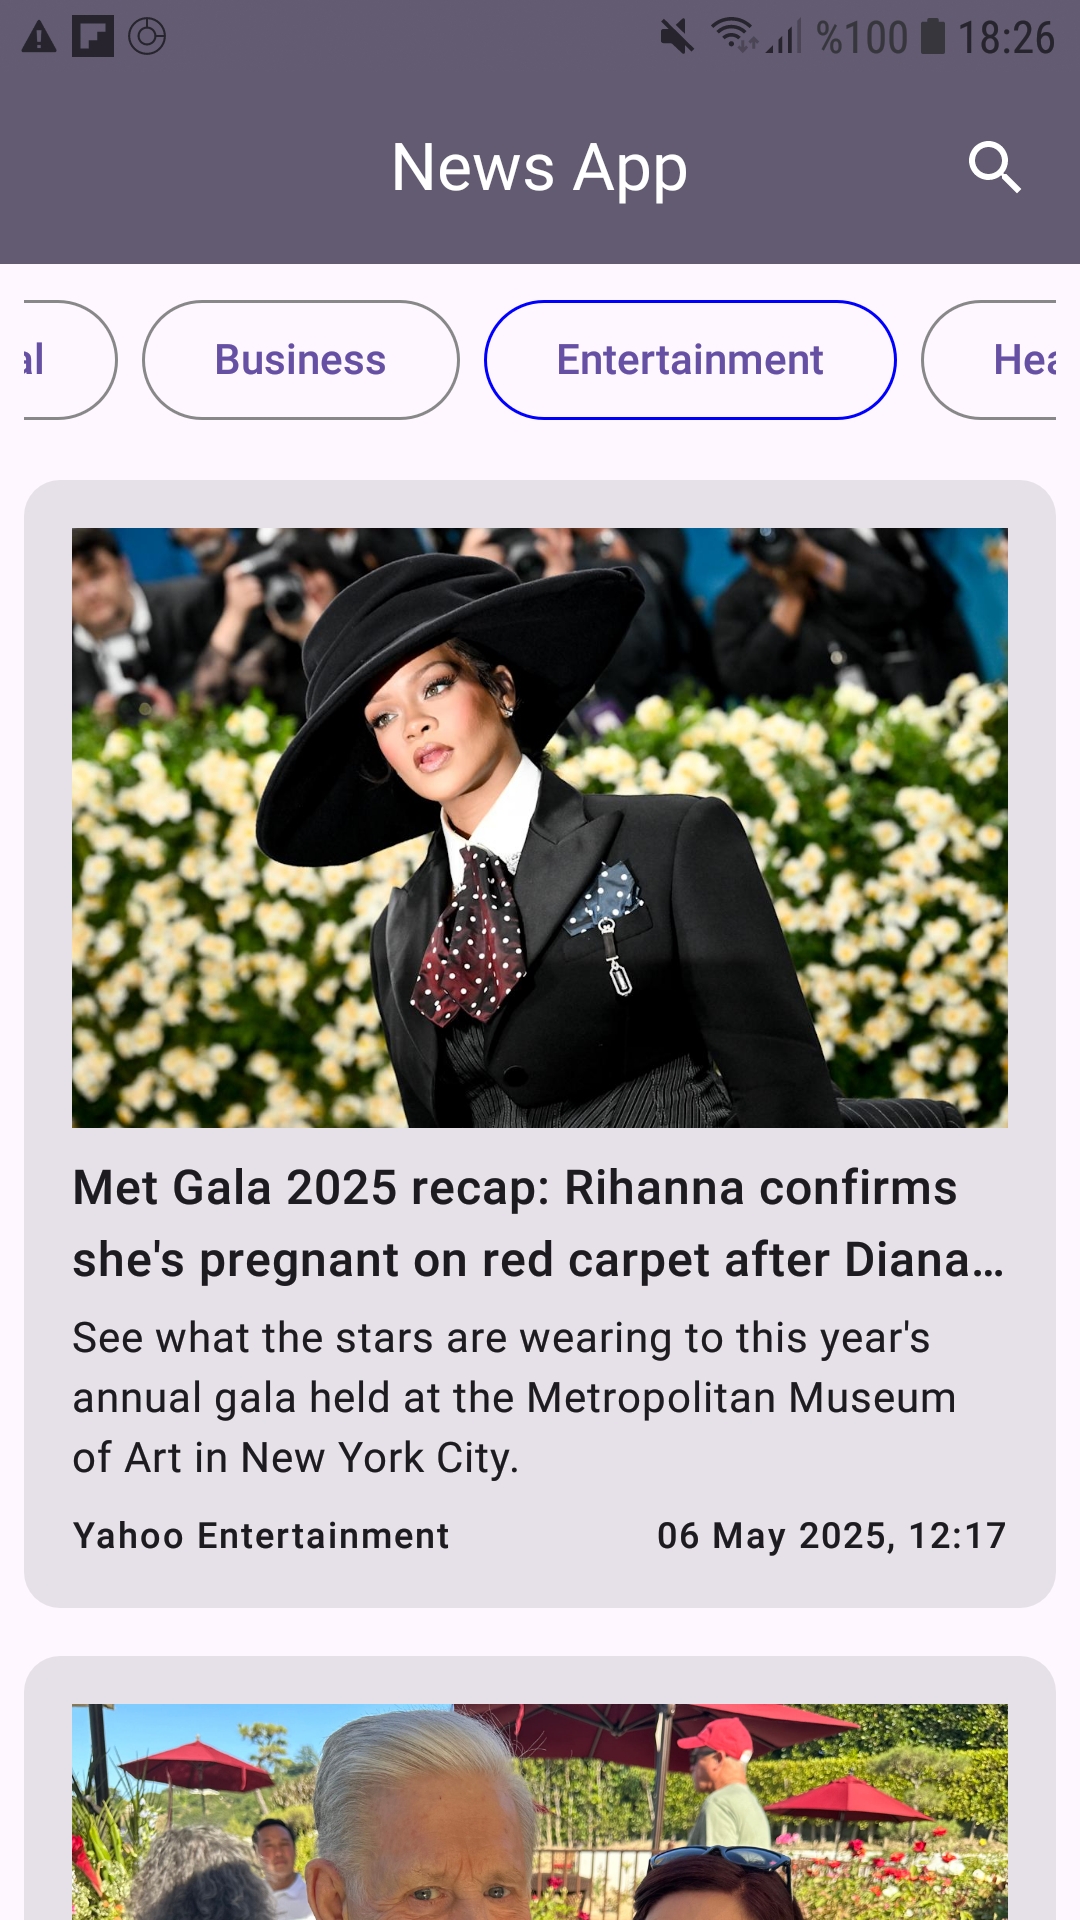 %100 18:26
News App
al Business Entertainment Hea
Met Gala 2025 recap: Rihanna confirms
she's pregnant on red carpet after Diana…
See what the stars are wearing to this year's
annual gala held at the Metropolitan Museum
of Art in New York City.
Yahoo Entertainment 06 May 2025, 12:17